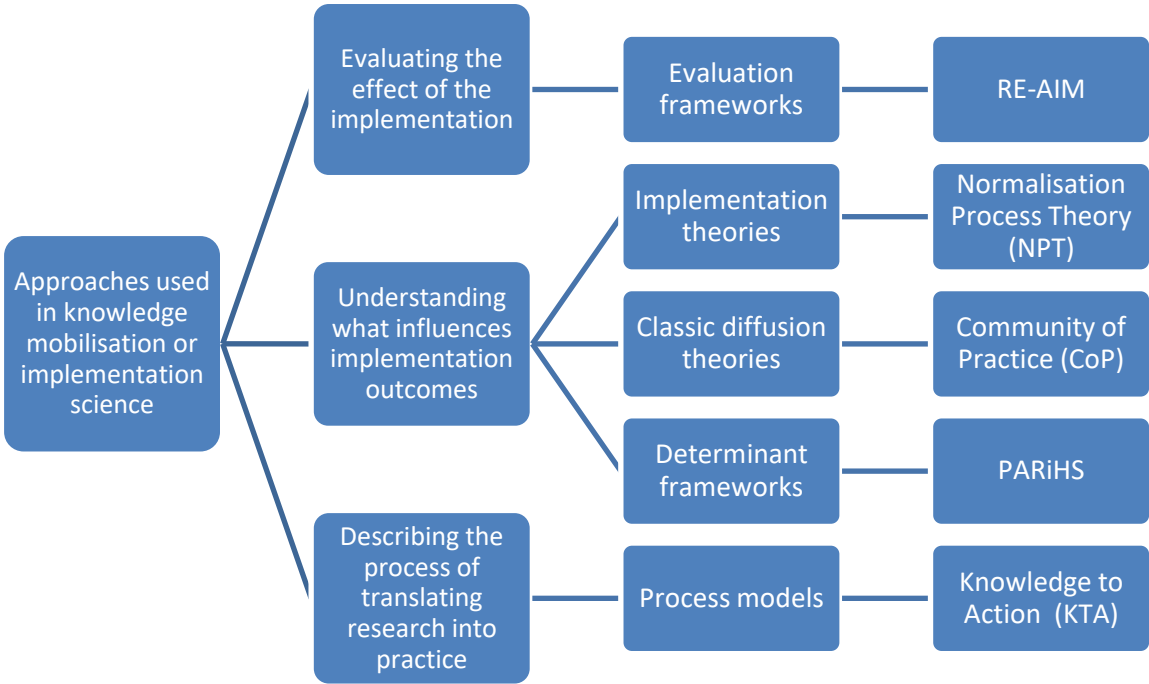 Approaches used
in knowledge
mobilisation or
implementation
science
Evaluating the
effect of the
implementation
Evaluation
frameworks
RE-AIM
Understanding
what influences
implementation
outcomes
Implementation
theories
Normalisation
Process Theory
(NPT)
Classic diffusion
theories
Community of
Practice (CoP)
Determinant
frameworks
PARiHS
Describing the
process of
translating
research into
practice
Process models
Knowledge to
Action (KTA)